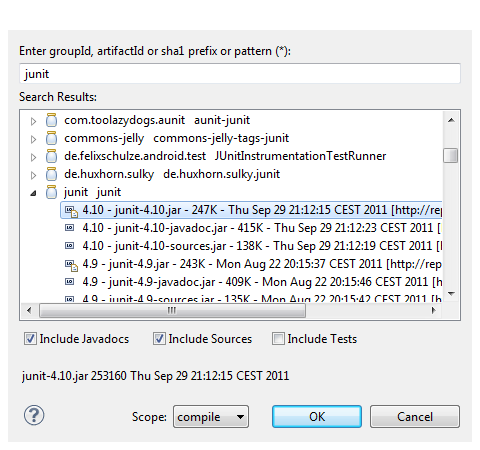 Enter groupId, artifactId or sha1 prefix or pattern (*):
junit
Search Results:
com.toolazydogs.aunit aunit-junit
commons-jelly commons-jelly-tags-junit
de.felixschulze.android.test JUnitInstrumentationTestRunner
de.huxhorn.sulky de.huxhorn.sulky.junit
junit junit
4.10 - junit-4.10.jar - 247K - Thu Sep 29 21:12:15 CEST 2011 [http://rep
4.10 - junit-4.10-javadoc.jar - 415K - Thu Sep 29 21:12:23 CEST 2011 [
4.10 - junit-4.10-sources.jar - 138K - Thu Sep 29 21:12:19 CEST 2011 [
4.9 - junit-4.9.jar - 243K - Mon Aug 22 20:15:37 CEST 2011 [http://rep
4.9 - junit-4.9-javadoc.jar - 409K - Mon Aug 22 20:15:46 CEST 2011 [
4.9 - junit-4.9-sources.jar - 135K - Mon Aug 22 20:15:42 CEST 2011 [
Include Javadocs Include Sources Include Tests
junit-4.10.jar 253160 Thu Sep 29 21:12:15 CEST 2011
? Scope: compile OK Cancel